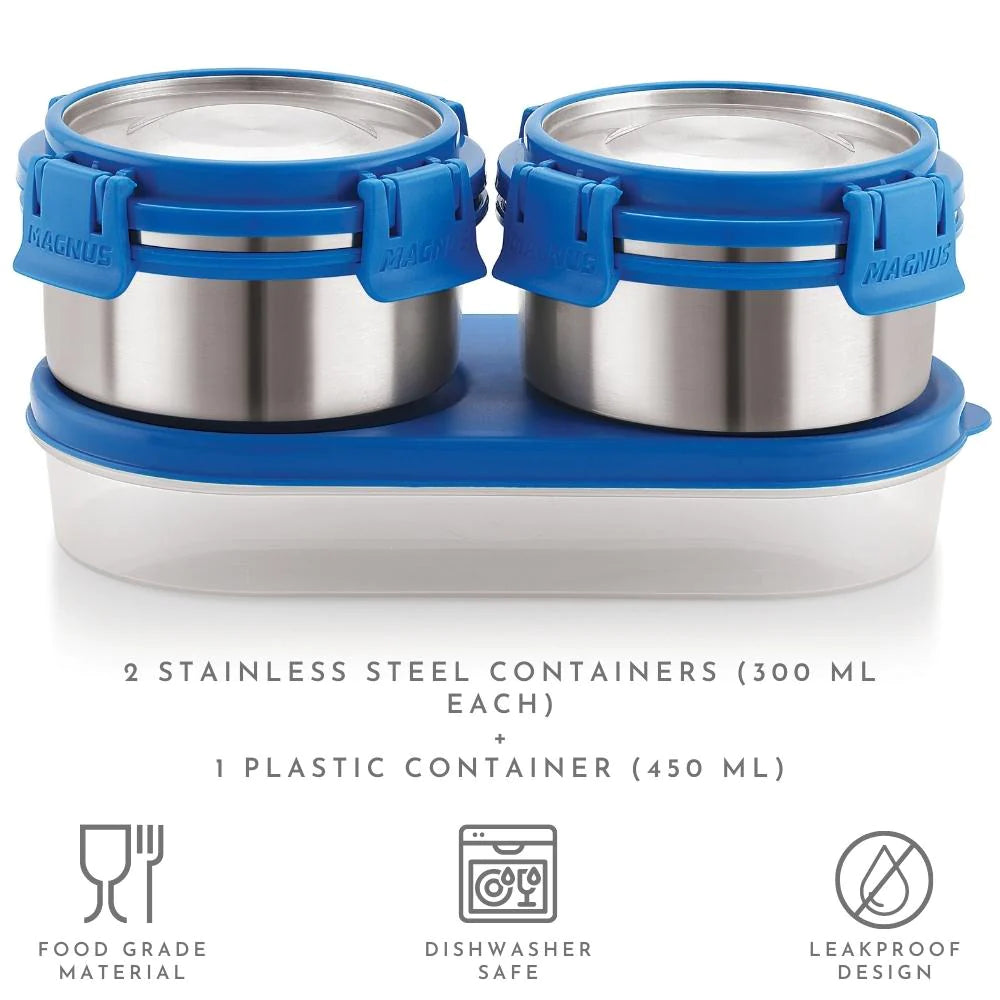 MAGNUS MAGNUS MAGNUS MAGNUS
2 STAINLESS STEEL CONTAINERS (300 ML
EACH)
+
1 PLASTIC CONTAINER (450 ML)
FOOD GRADE
MATERIAL
DISHWASHER
SAFE
LEAKPROOF
DESIGN